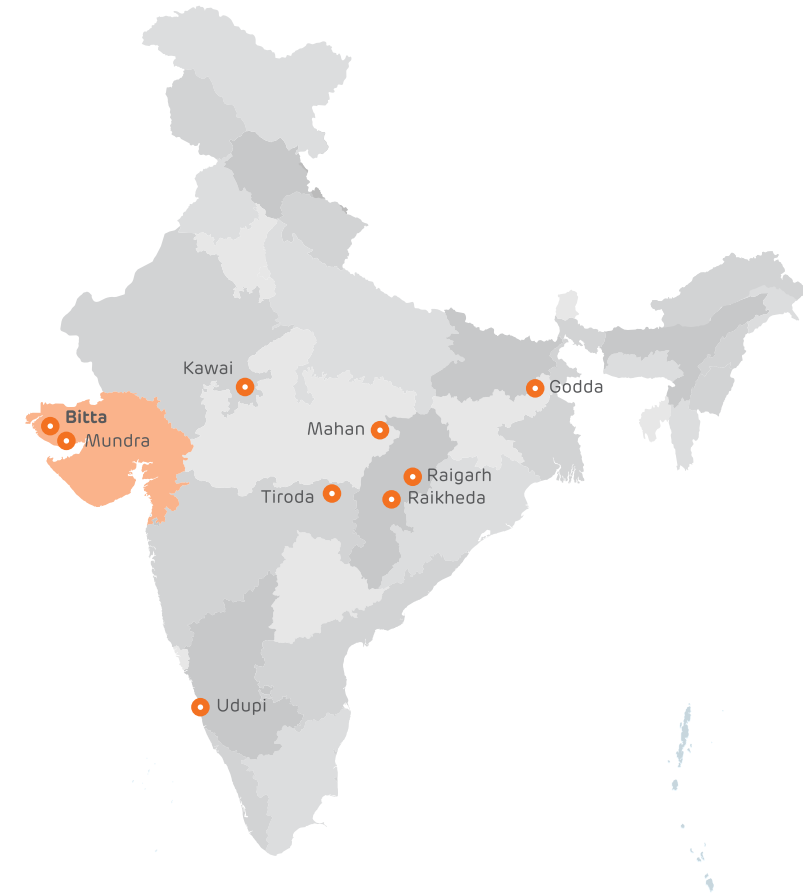 Kawai
Godda
Bitta
Mundra
Mahan
Raigarh
Tiroda
Raikheda
Udupi